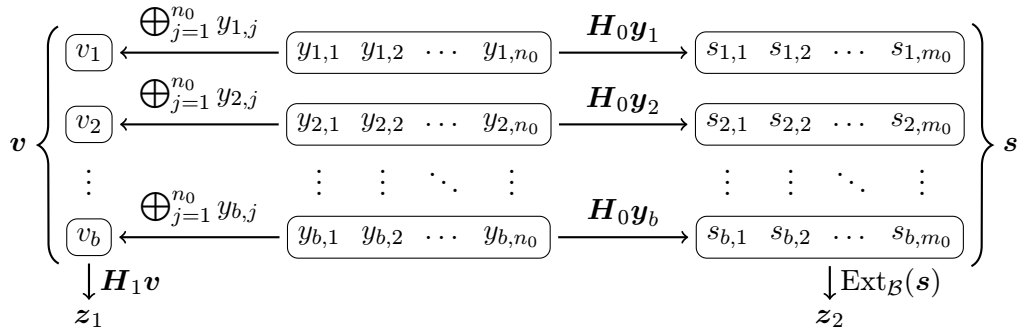 ⊕_{j=1}^{n_0} y_{1,j} H_0 y_1
v_1 y_{1,1} y_{1,2} ⋯ y_{1,n_0} s_{1,1} s_{1,2} ⋯ s_{1,m_0}
⊕_{j=1}^{n_0} y_{2,j} H_0 y_2
v_2 y_{2,1} y_{2,2} ⋯ y_{2,n_0} s_{2,1} s_{2,2} ⋯ s_{2,m_0}
v ⋮ ⋮ ⋮ ⋱ ⋮ ⋮ ⋮ ⋱ ⋮ s
⊕_{j=1}^{n_0} y_{b,j} H_0 y_b
v_b y_{b,1} y_{b,2} ⋯ y_{b,n_0} s_{b,1} s_{b,2} ⋯ s_{b,m_0}
H_1 v Ext_ℬ(s)
z_1 z_2